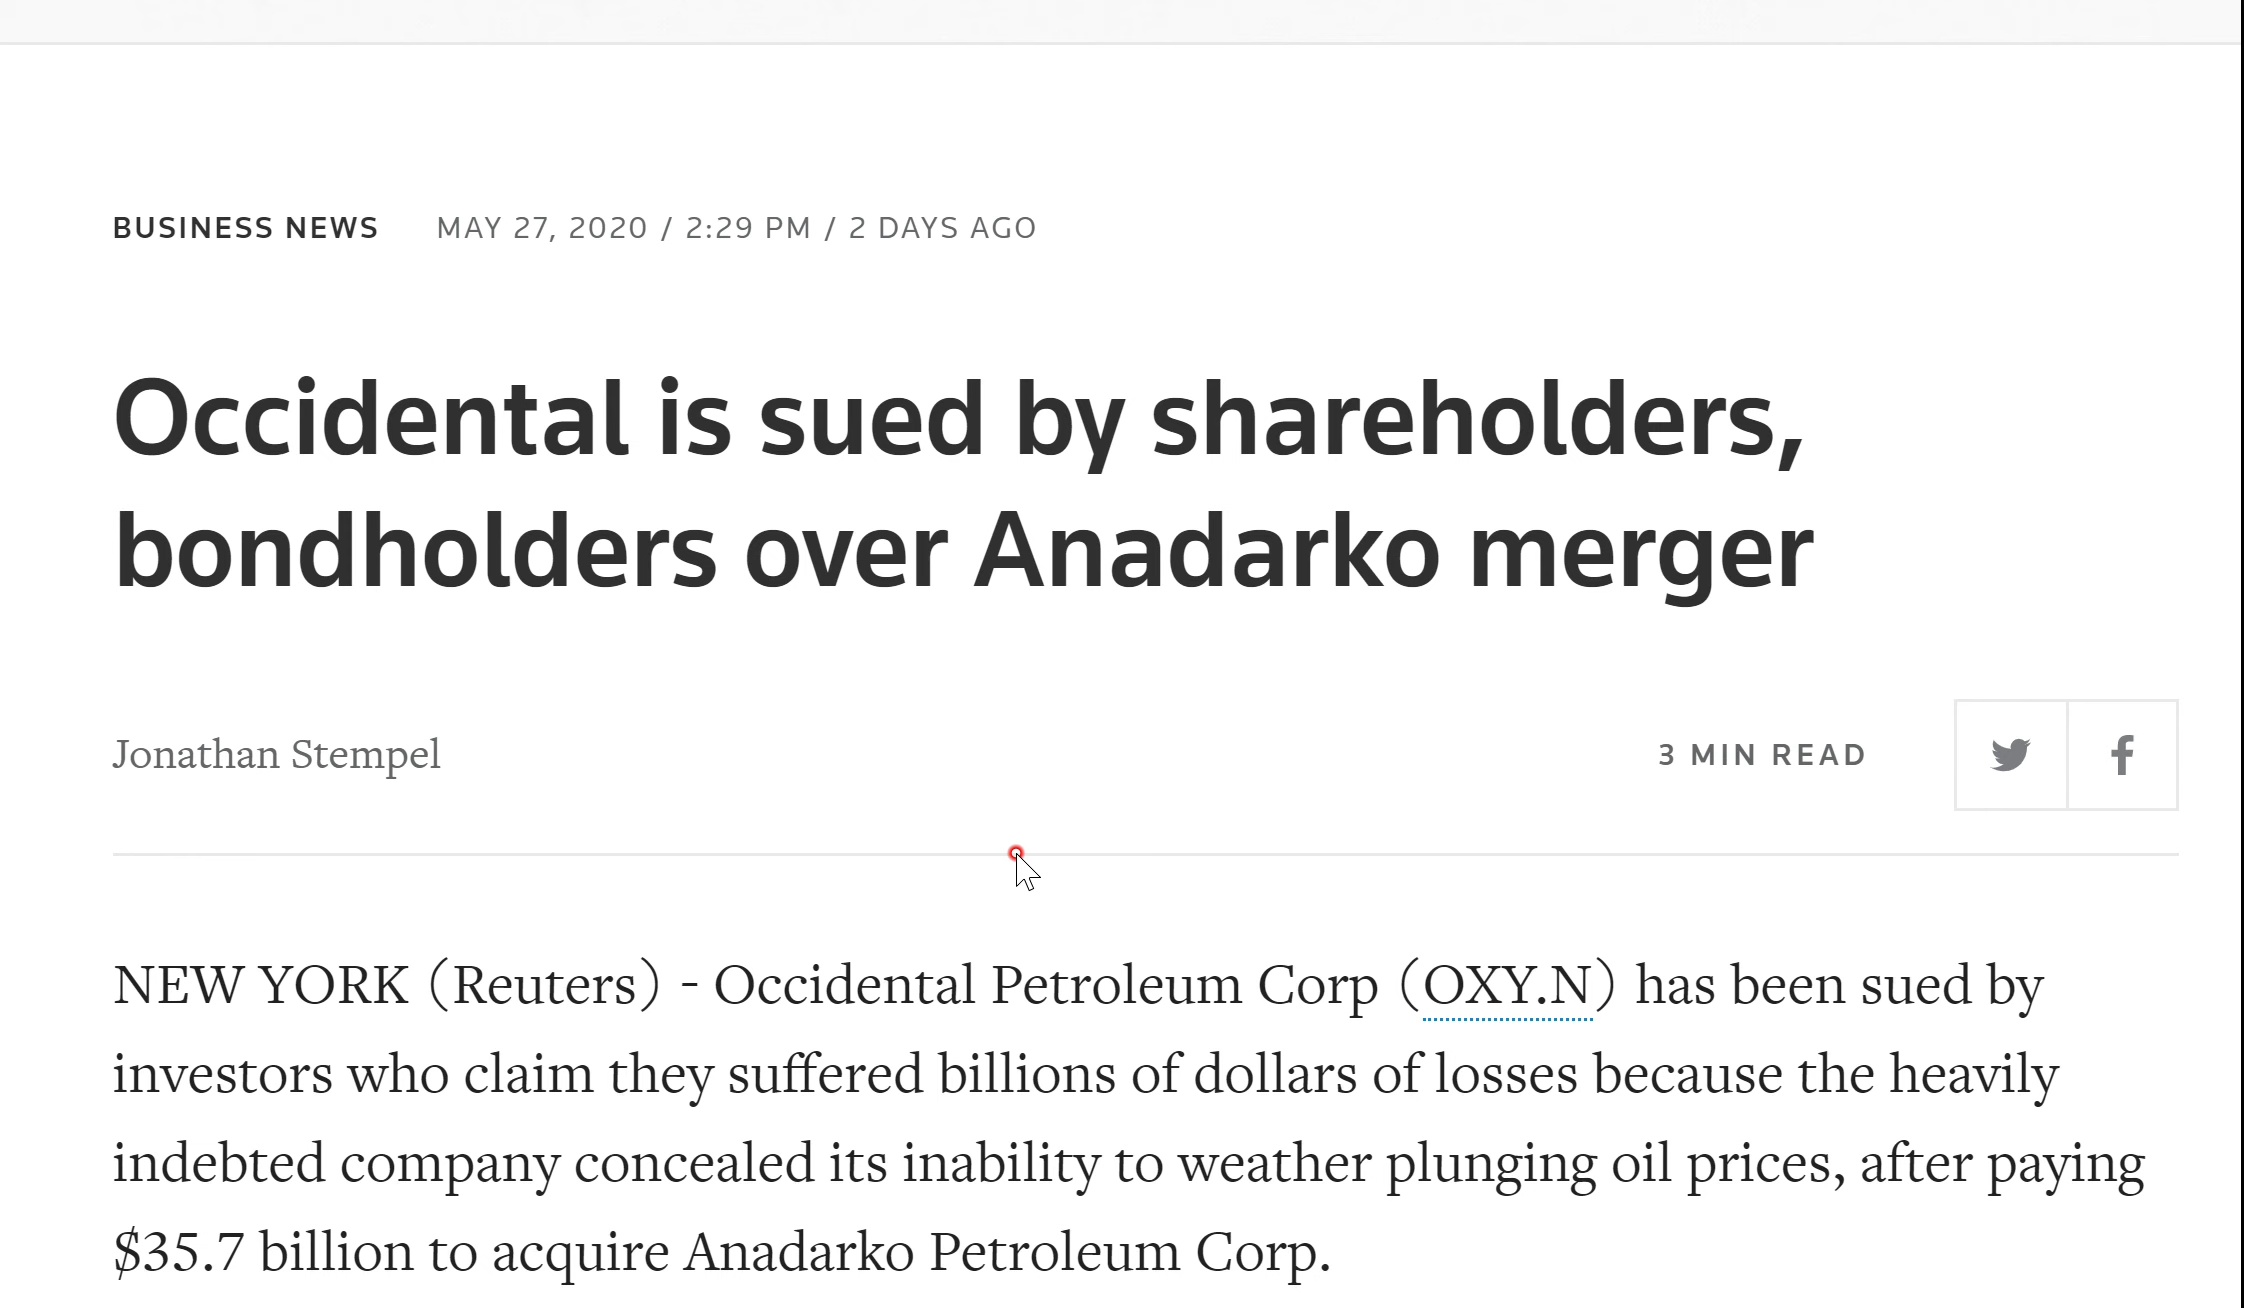 BUSINESS NEWS MAY 27, 2020 / 2:29 PM / 2 DAYS AGO
Occidental is sued by shareholders,
bondholders over Anadarko merger
Jonathan Stempel 3 MIN READ
NEW YORK (Reuters) - Occidental Petroleum Corp (OXY.N) has been sued by
investors who claim they suffered billions of dollars of losses because the heavily
indebted company concealed its inability to weather plunging oil prices, after paying
$35.7 billion to acquire Anadarko Petroleum Corp.